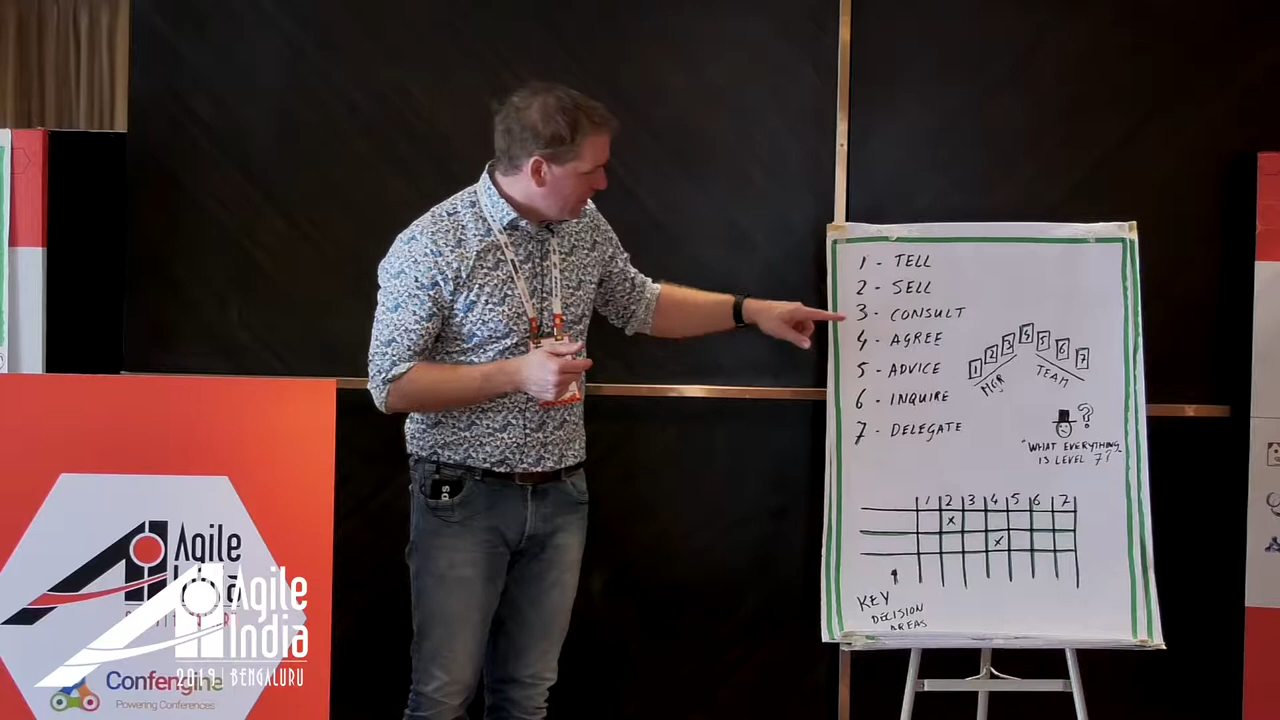 1 - TELL
2 - SELL
3 - CONSULT
4 - AGREE
5 - ADVICE
6 - INQUIRE
7 - DELEGATE
1 2 3 4 5 6 7
MGR
TEAM
?
"WHAT EVERYTHING
IS LEVEL 7?
1 2 3 4 5 6 7
x
x
KEY
DECISION
AREAS
Agile
India
Agile
India
2019 | BENGALURU
Confengine
Powering Conferences